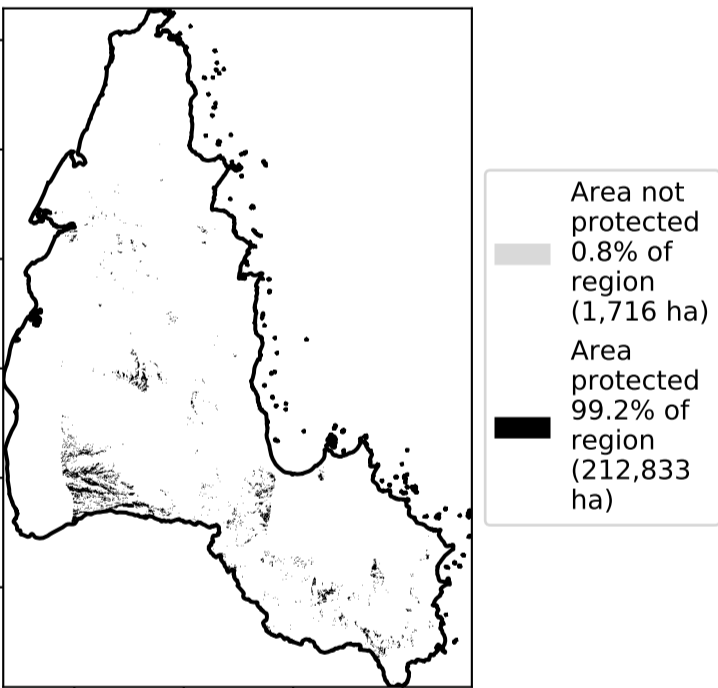 Area not
protected
0.8% of
region
(1,716 ha)
Area
protected
99.2% of
region
(212,833
ha)